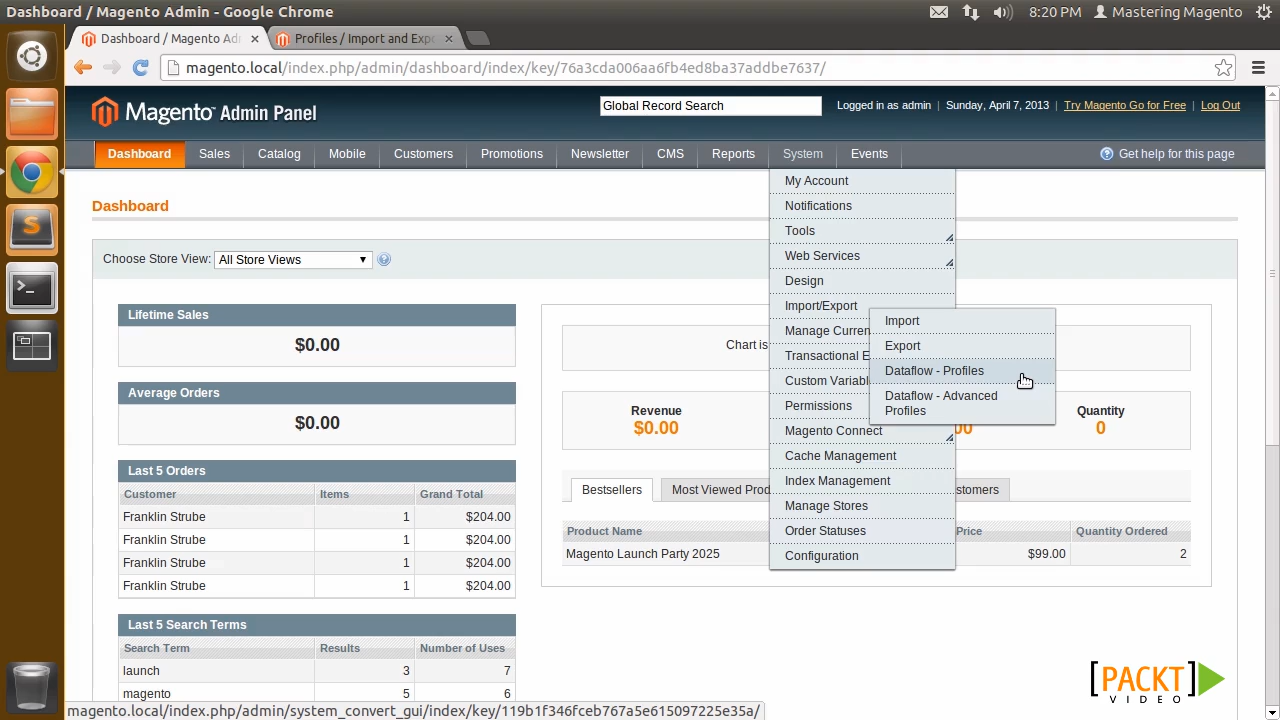 Dashboard / Magento Admin - Google Chrome
8:20 PM
Mastering Magento
Dashboard / Magento Adm
Profiles / Import and Expo
magento.local/index.php/admin/dashboard/index/key/76a3cda006aa6fb4ed8ba37addbe7637/
Magento™ Admin Panel
Global Record Search
Logged in as admin | Sunday, April 7, 2013 | Try Magento Go for Free | Log Out
Dashboard
Sales
Catalog
Mobile
Customers
Promotions
Newsletter
CMS
Reports
System
Events
Get help for this page
My Account
Notifications
Tools
Web Services
Design
Import/Export
Manage Curren
Transactional E
Custom Variabl
Permissions
Magento Connect
Cache Management
Index Management
Manage Stores
Order Statuses
Configuration
Import
Export
Dataflow - Profiles
Dataflow - Advanced
Profiles
Dashboard
Choose Store View: All Store Views
Lifetime Sales
$0.00
Average Orders
$0.00
Last 5 Orders
Customer Items Grand Total
Franklin Strube 1 $204.00
Franklin Strube 1 $204.00
Franklin Strube 1 $204.00
Franklin Strube 1 $204.00
Last 5 Search Terms
Search Term Results Number of Uses
launch 3 7
magento 5 6
Chart is
Revenue
$0.00
00
Quantity
0
Bestsellers
Most Viewed Prod
stomers
Product Name Price Quantity Ordered
Magento Launch Party 2025 $99.00 2
[PACKT]
VIDEO
magento.local/index.php/admin/system_convert_gui/index/key/119b1f346fceb767a5e615097225e35a/